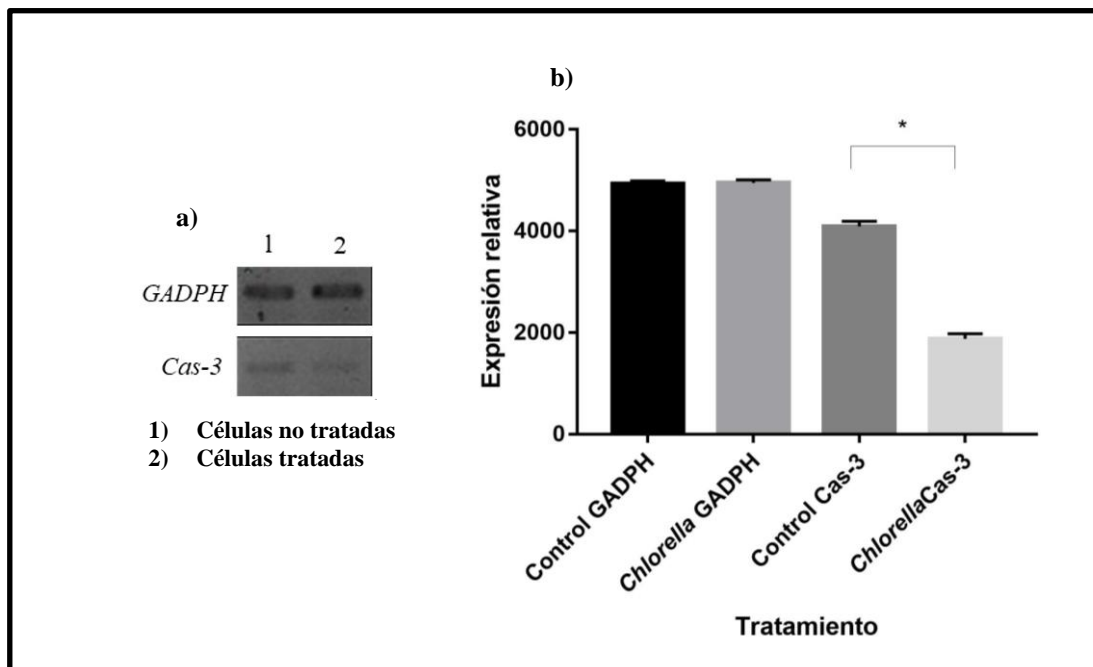 a)
1 2
GADPH
Cas-3
1) Células no tratadas
2) Células tratadas
b)
*
Expresión relativa
6000
4000
2000
0
Control GADPH
Chlorella GADPH
Control Cas-3
ChlorellaCas-3
Tratamiento